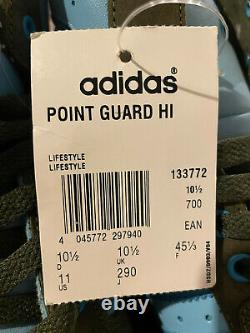 adidas®
POINT GUARD HI
LIFESTYLE
LIFESTYLE
133772
10½
700
EAN
4 045772 297940
10½ 10½ 45⅓
D UK F
11 290
US J